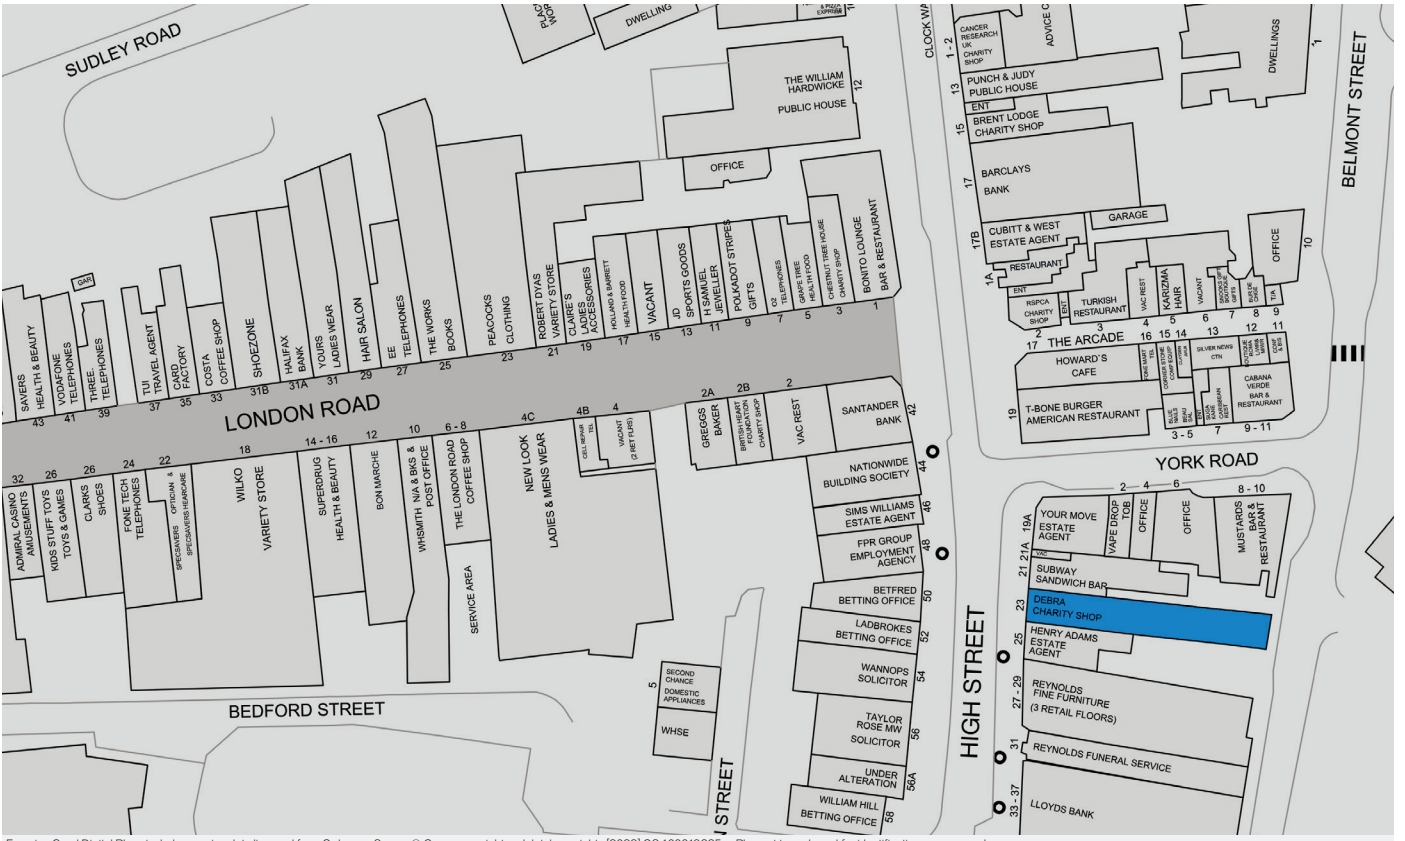 SUDLEY ROAD
DWELLING
CLOCK WA
THE WILLIAM
HARDWICKE
PUBLIC HOUSE
12
OFFICE
CANCER
RESEARCH
UK
CHARITY
SHOP
1 - 2
ADVICE C
PUNCH & JUDY
PUBLIC HOUSE
13
ENT
BRENT LODGE
CHARITY SHOP
15
BARCLAYS
BANK
17
CUBITT & WEST
ESTATE AGENT
17B
GARAGE
RESTAURANT
1A
ENT
DWELLINGS
BELMONT STREET
OFFICE
10
RSPCA
CHARITY
SHOP
2
ENT
TURKISH
RESTAURANT
3
VAC REST
4
KARIZMA
HAIR
5
VACANT
6
7
8
T/A
9
GAR
SAVERS
HEALTH & BEAUTY
43
VODAFONE
TELEPHONES
41
THREE.
TELEPHONES
39
TUI
TRAVEL AGENT
37
CARD
FACTORY
35
COSTA
COFFEE SHOP
33
SHOEZONE
31B
HALIFAX
BANK
31A
YOURS
LADIES WEAR
31
HAIR SALON
29
EE
TELEPHONES
27
THE WORKS
BOOKS
25
PEACOCKS
CLOTHING
23
ROBERT DYAS
VARIETY STORE
21
CLAIRE'S
LADIES
ACCESSORIES
19
HOLLAND & BARRETT
HEALTH FOOD
17
VACANT
15
JD
SPORTS GOODS
13
H SAMUEL
JEWELLER
11
POLKADOT STRIPES
GIFTS
9
O2
TELEPHONES
7
GRAPE TREE
HEALTH FOOD
5
CHESTNUT TREE HOUSE
CHARITY SHOP
3
BONITO LOUNGE
BAR & RESTAURANT
1
LONDON ROAD
THE ARCADE
17
16
15
14
13
12
11
HOWARD'S
CAFE
SILVER NEWS
CTN
T-BONE BURGER
AMERICAN RESTAURANT
19
3 - 5
7
CABANA
VERDE
BAR &
RESTAURANT
9 - 11
YORK ROAD
32
ADMIRAL CASINO
AMUSEMENTS
26
KIDS STUFF TOYS
TOYS & GAMES
26
CLARKS
SHOES
24
FONE TECH
TELEPHONES
22
SPECSAVERS OPTICIAN &
SPECSAVERS HEARCARE
18
WILKO
VARIETY STORE
14 - 16
SUPERDRUG
HEALTH & BEAUTY
12
BON MARCHE
10
WHSMITH N/A & BKS &
POST OFFICE
6 - 8
THE LONDON ROAD
COFFEE SHOP
SERVICE AREA
4C
NEW LOOK
LADIES & MENS WEAR
4B
CELL REPAIR
TEL
4
VACANT
(2 RET FLRS)
2A
GREGGS
BAKER
2B
BRITISH HEART
FOUNDATION
CHARITY SHOP
2
VAC REST
SANTANDER
BANK
42
NATIONWIDE
BUILDING SOCIETY
44
SIMS WILLIAMS
ESTATE AGENT
46
FPR GROUP
EMPLOYMENT
AGENCY
48
BETFRED
BETTING OFFICE
50
LADBROKES
BETTING OFFICE
52
WANNOPS
SOLICITOR
54
TAYLOR
ROSE MW
SOLICITOR
56
UNDER
ALTERATION
56A
WILLIAM HILL
BETTING OFFICE
58
BEDFORD STREET
5
SECOND
CHANCE
DOMESTIC
APPLIANCES
WHSE
N STREET
HIGH STREET
19A
YOUR MOVE
ESTATE
AGENT
2
VAPE DROP
TOB
4
OFFICE
6
OFFICE
8 - 10
MUSTARDS
BAR &
RESTAURANT
21A
VAC
21
SUBWAY
SANDWICH BAR
23
DEBRA
CHARITY SHOP
25
HENRY ADAMS
ESTATE
AGENT
27 - 29
REYNOLDS
FINE FURNITURE
(3 RETAIL FLOORS)
31
REYNOLDS FUNERAL SERVICE
33 - 37
LLOYDS BANK